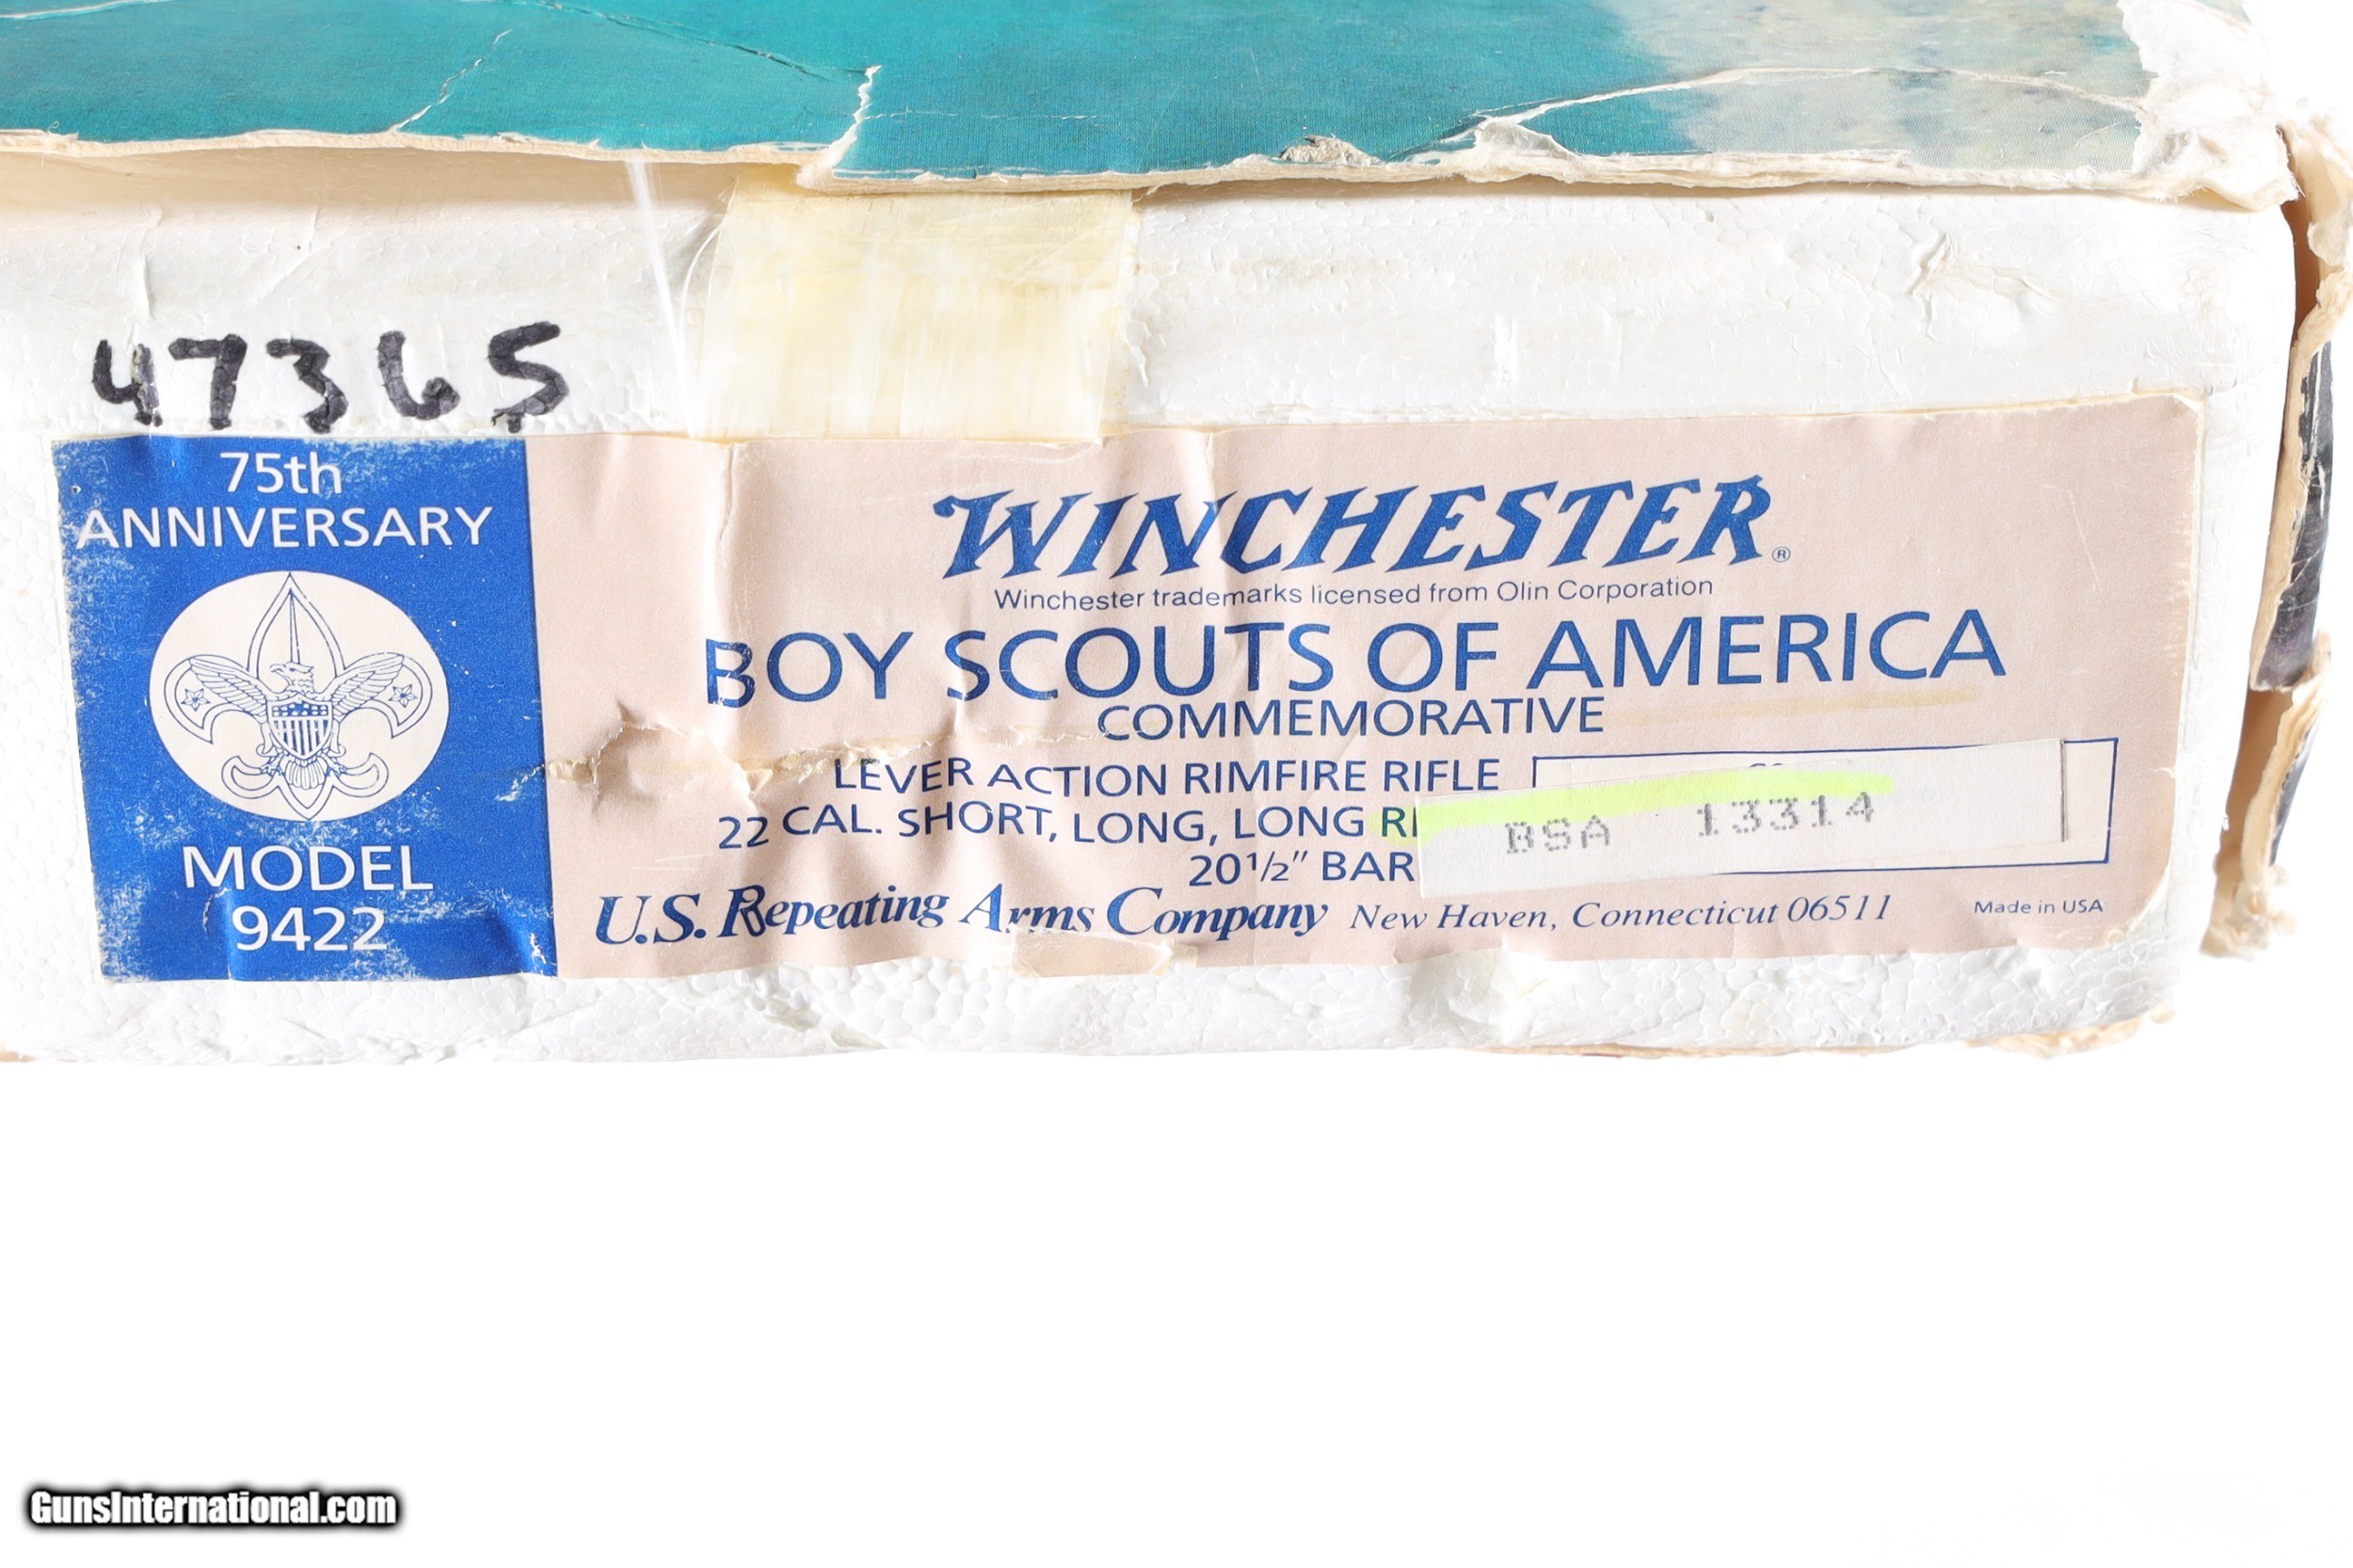 47365
75th
ANNIVERSARY
MODEL
9422
WINCHESTER®
Winchester trademarks licensed from Olin Corporation
BOY SCOUTS OF AMERICA
COMMEMORATIVE
LEVER ACTION RIMFIRE RIFLE
22 CAL. SHORT, LONG, LONG RI
20½" BAR
BSA 13314
U.S. Repeating Arms Company New Haven, Connecticut 06511
Made in USA
GunsInternational.com